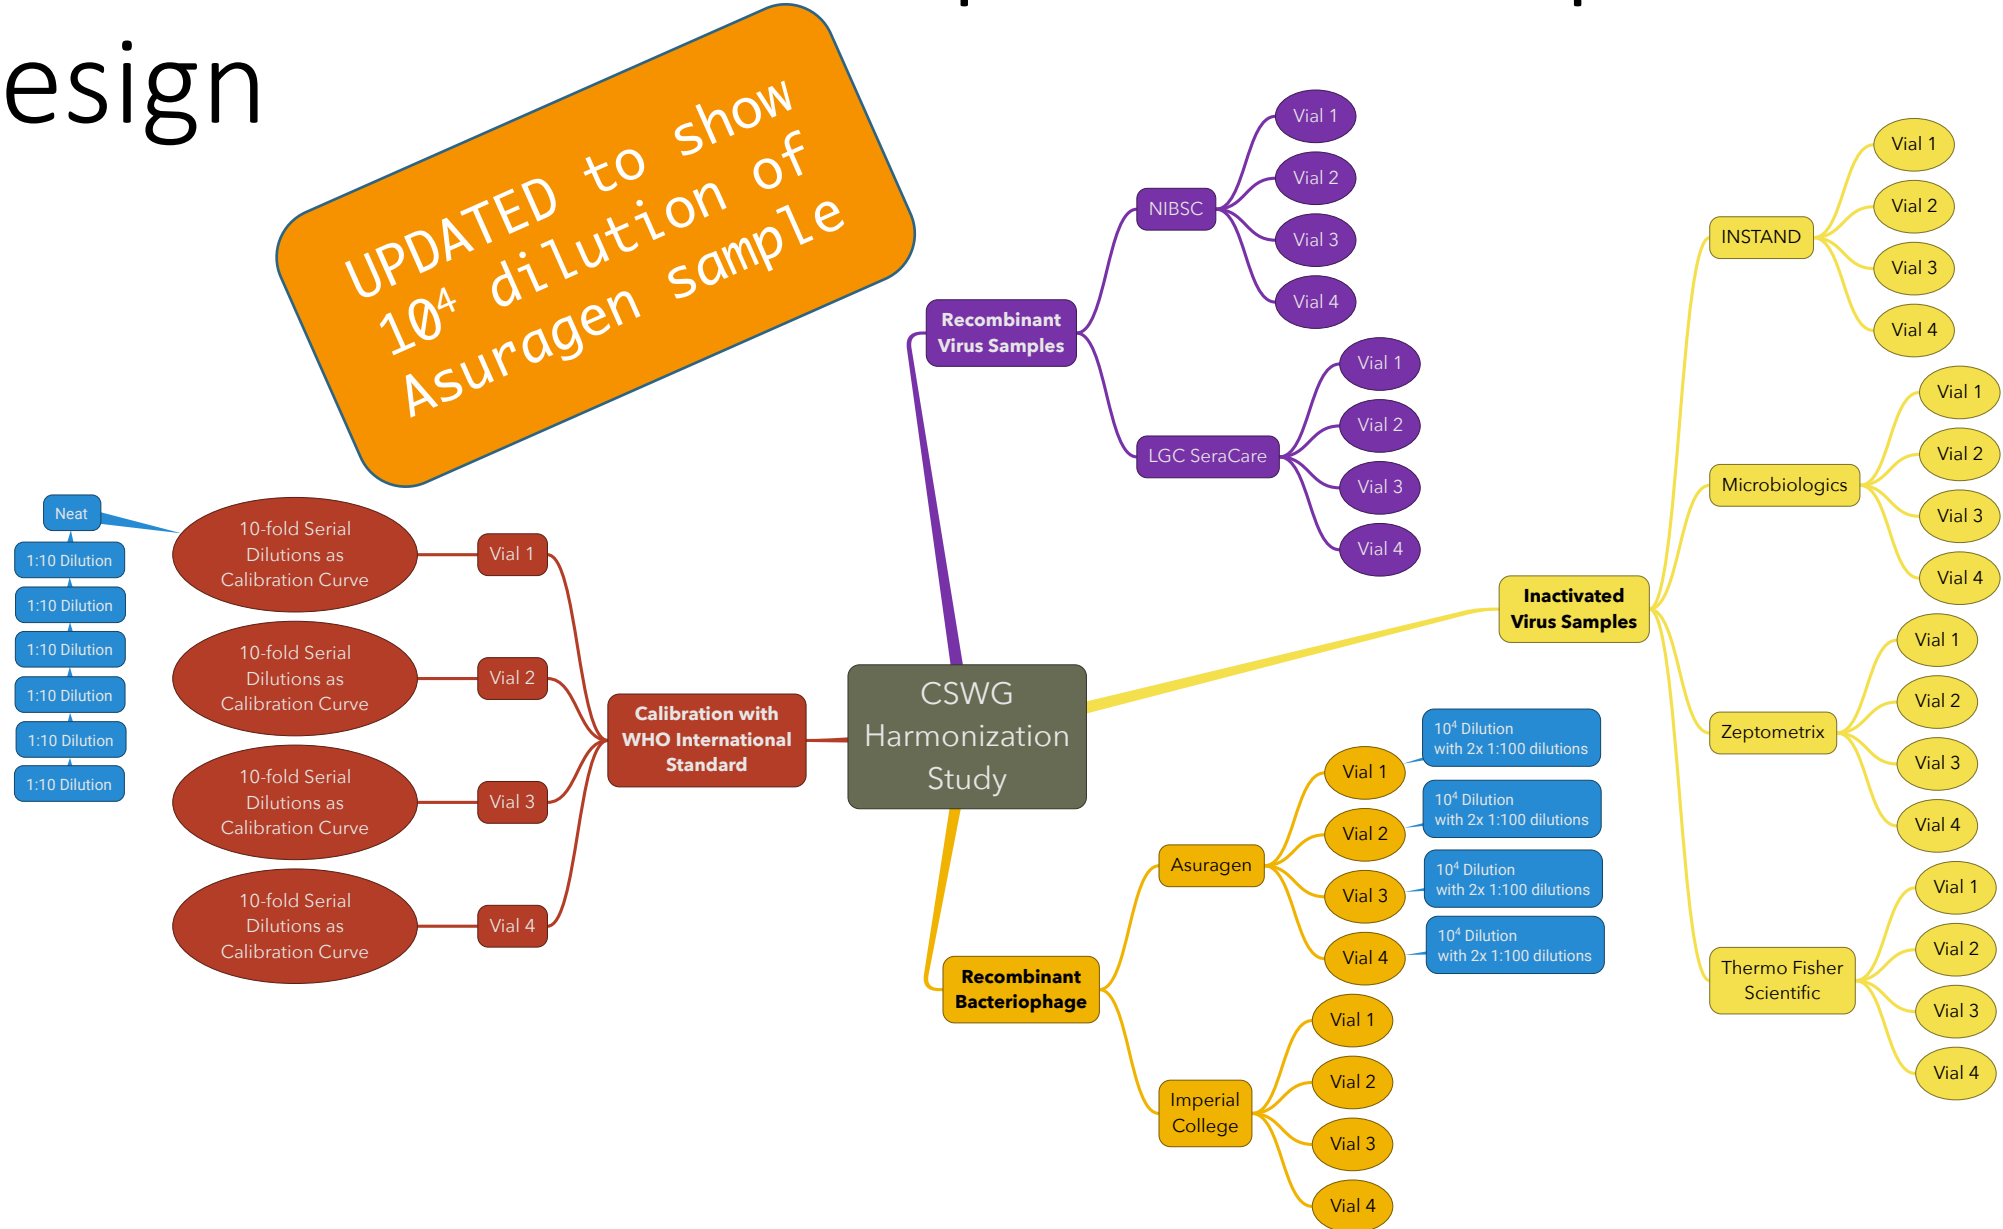 esign
UPDATED to show
10⁴ dilution of
Asuragen sample
Neat
1:10 Dilution
1:10 Dilution
1:10 Dilution
1:10 Dilution
1:10 Dilution
1:10 Dilution
10-fold Serial
Dilutions as
Calibration Curve
10-fold Serial
Dilutions as
Calibration Curve
10-fold Serial
Dilutions as
Calibration Curve
10-fold Serial
Dilutions as
Calibration Curve
Vial 1
Vial 2
Vial 3
Vial 4
Calibration with
WHO International
Standard
CSWG
Harmonization
Study
Recombinant
Virus Samples
NIBSC
Vial 1
Vial 2
Vial 3
Vial 4
LGC SeraCare
Vial 1
Vial 2
Vial 3
Vial 4
Inactivated
Virus Samples
INSTAND
Vial 1
Vial 2
Vial 3
Vial 4
Microbiologics
Vial 1
Vial 2
Vial 3
Vial 4
Zeptometrix
Vial 1
Vial 2
Vial 3
Vial 4
Thermo Fisher
Scientific
Vial 1
Vial 2
Vial 3
Vial 4
Recombinant
Bacteriophage
Asuragen
Vial 1
10⁴ Dilution
with 2x 1:100 dilutions
Vial 2
10⁴ Dilution
with 2x 1:100 dilutions
Vial 3
10⁴ Dilution
with 2x 1:100 dilutions
Vial 4
10⁴ Dilution
with 2x 1:100 dilutions
Imperial
College
Vial 1
Vial 2
Vial 3
Vial 4